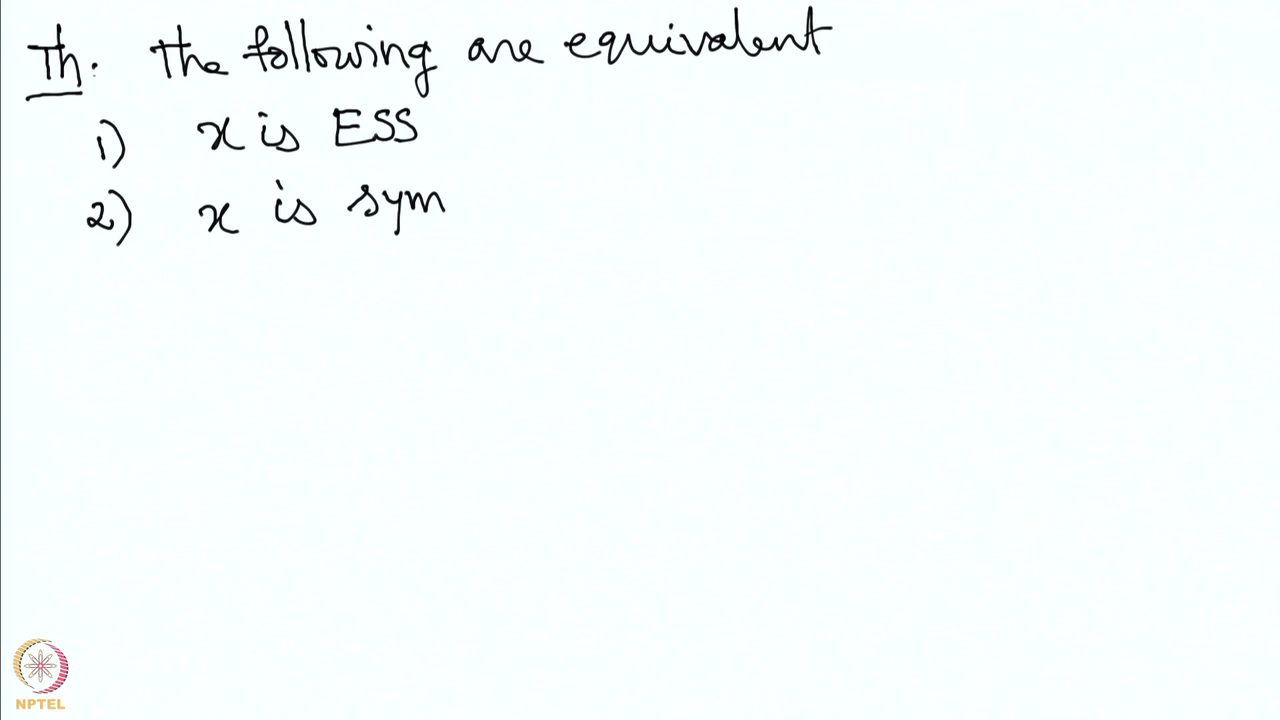 Th. The following are equivalent
1) x is ESS
2) x is sym
NPTEL